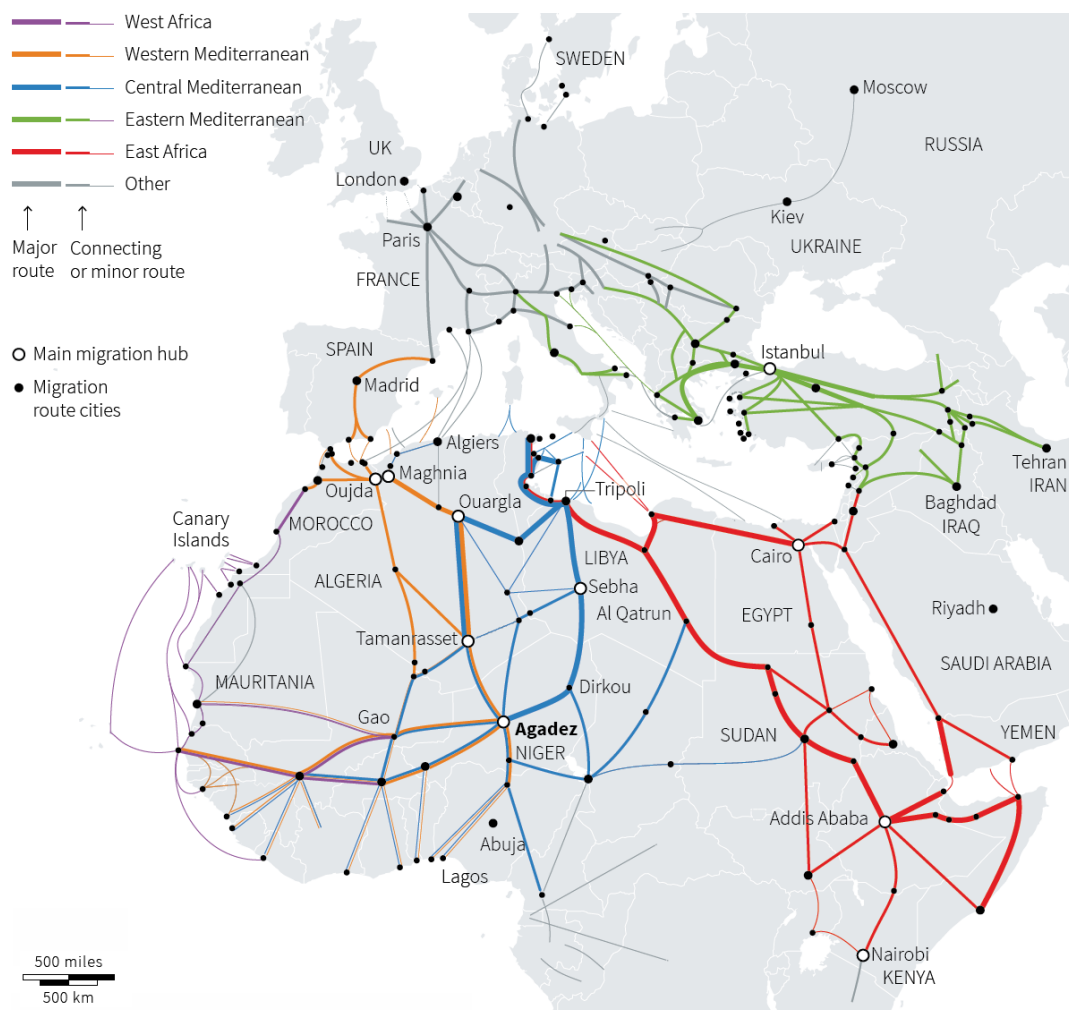 West Africa
Western Mediterranean
Central Mediterranean
Eastern Mediterranean
East Africa
Other
Major
route
Connecting
or minor route
Main migration hub
Migration
route cities
SWEDEN
Moscow
RUSSIA
UK
London
Kiev
UKRAINE
Paris
FRANCE
SPAIN
Madrid
Istanbul
Algiers
Maghnia
Oujda
Ouargla
Tripoli
Tehran
IRAN
Baghdad
IRAQ
MOROCCO
Canary
Islands
LIBYA
Cairo
ALGERIA
Sebha
Al Qatrun
EGYPT
Riyadh
Tamanrasset
SAUDI ARABIA
MAURITANIA
Dirkou
Gao
Agadez
NIGER
SUDAN
YEMEN
Addis Ababa
Abuja
Lagos
Nairobi
KENYA
500 miles
500 km